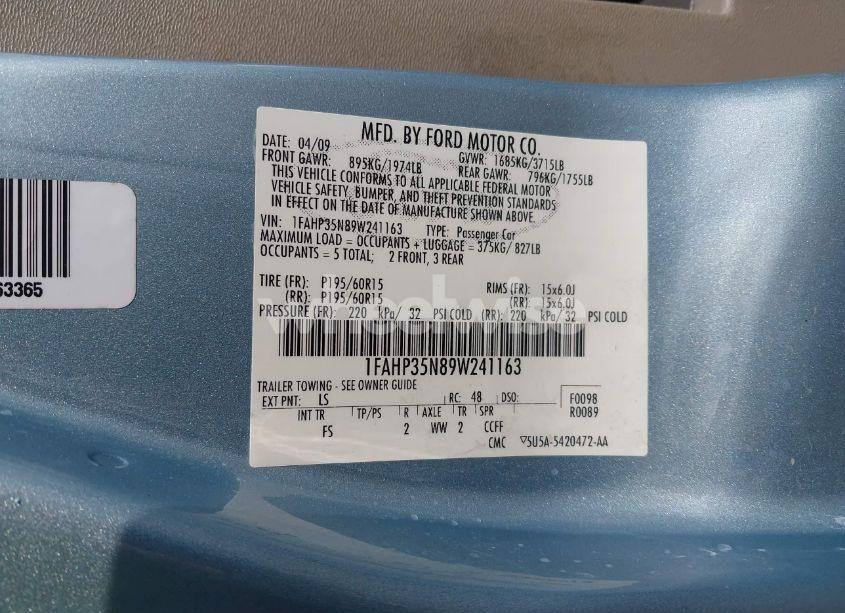 MFD. BY FORD MOTOR CO.
DATE: 04/09 GVWR: 1685KG/3715LB
FRONT GAWR: 895KG/1974LB REAR GAWR: 796KG/1755LB
THIS VEHICLE CONFORMS TO ALL APPLICABLE FEDERAL MOTOR
VEHICLE SAFETY, BUMPER, AND THEFT PREVENTION STANDARDS
IN EFFECT ON THE DATE OF MANUFACTURE SHOWN ABOVE.
VIN: 1FAHP35N89W241163 TYPE: Passenger Car
MAXIMUM LOAD = OCCUPANTS + LUGGAGE = 375KG/ 827LB
OCCUPANTS = 5 TOTAL; 2 FRONT, 3 REAR
TIRE (FR): P195/60R15 RIMS (FR): 15x6.0J
(RR): P195/60R15 (RR): 15x6.0J
PRESSURE (FR): 220 kPa/ 32 PSI COLD (RR): 220 kPa/32 PSI COLD
wheelwise
1FAHP35N89W241163
TRAILER TOWING - SEE OWNER GUIDE
EXT PNT: LS RC: 48 DSO: F0098
R0089
INT TR TP/PS R AXLE TR SPR
FS 2 WW 2 CCFF
CMC ▽5U5A-5420472-AA
63365